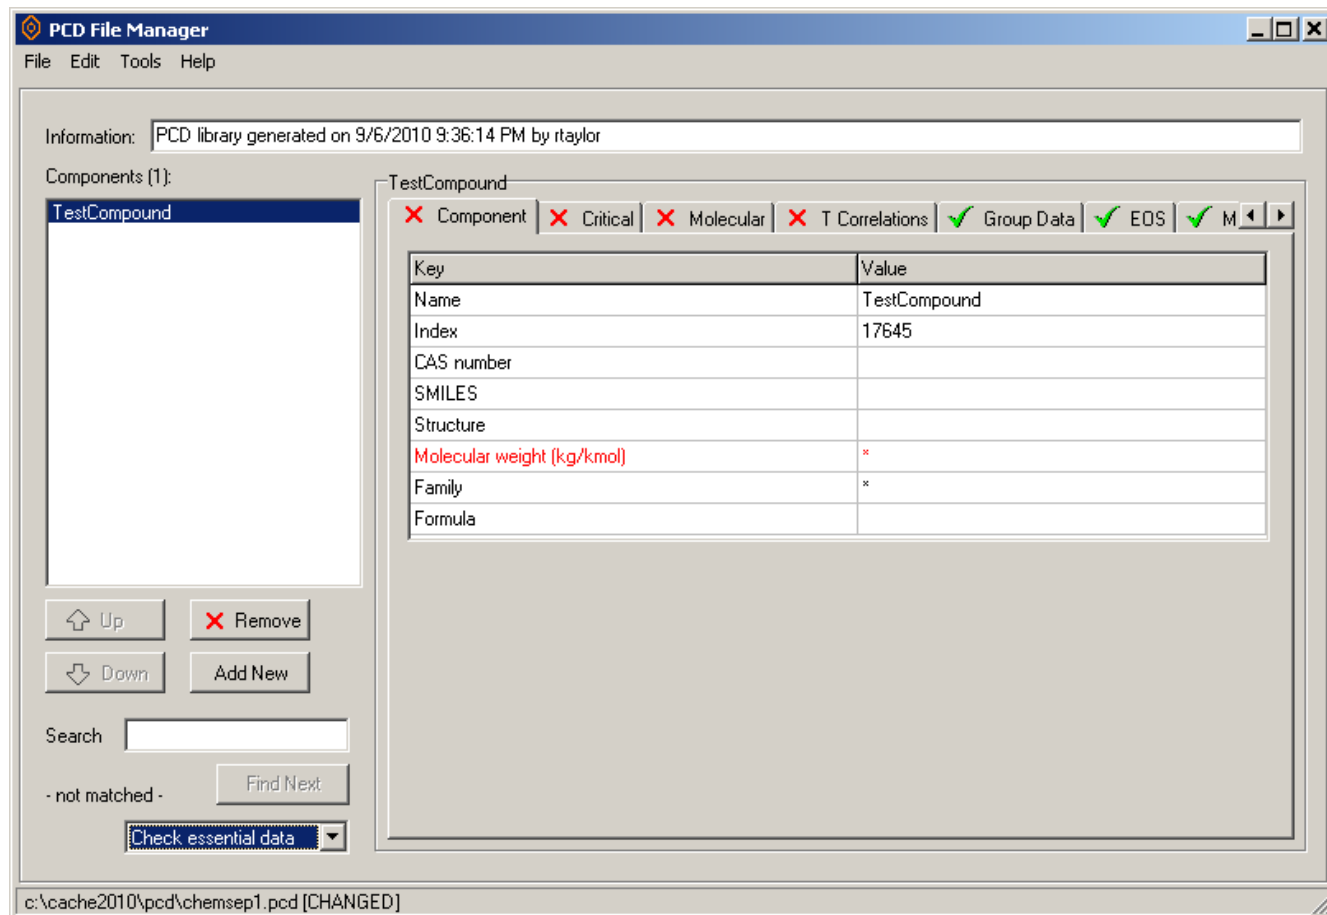 PCD File Manager
File Edit Tools Help
Information: PCD library generated on 9/6/2010 9:36:14 PM by rtaylor
Components (1):
TestCompound
Up
Remove
Down
Add New
Search
Find Next
- not matched -
Check essential data
TestCompound
Component Critical Molecular T Correlations Group Data EOS M
Key Value
Name TestCompound
Index 17645
CAS number
SMILES
Structure
Molecular weight (kg/kmol) *
Family *
Formula
c:\cache2010\pcd\chemsep1.pcd [CHANGED]